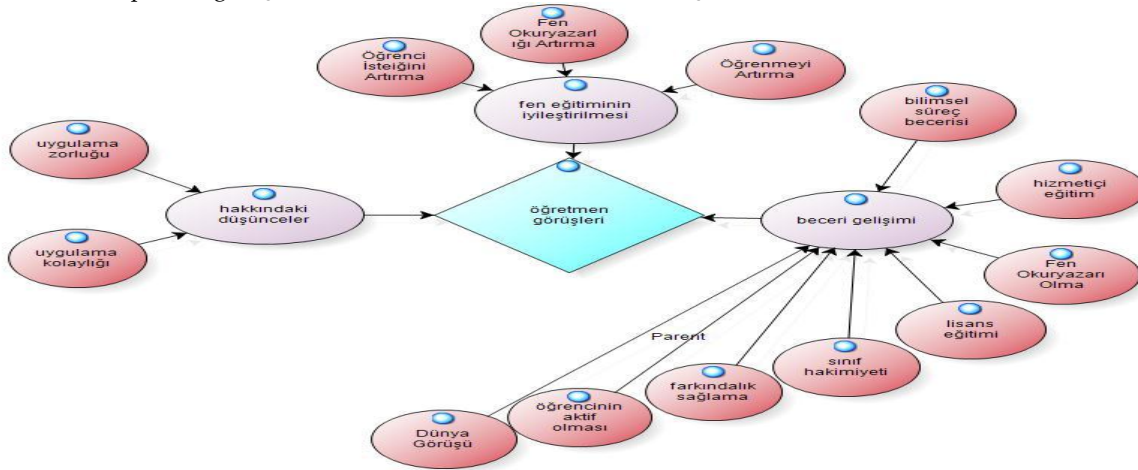 Fen
Okuryazarl
ığı Artırma
Öğrenci
İsteğini
Artırma
Öğrenmeyi
Artırma
fen eğitiminin
iyileştirilmesi
bilimsel
süreç
becerisi
uygulama
zorluğu
hizmetiçi
eğitim
hakkındaki
düşünceler
öğretmen
görüşleri
beceri gelişimi
uygulama
kolaylığı
Fen
Okuryazarı
Olma
lisans
eğitimi
Parent
sınıf
hakimiyeti
farkındalık
sağlama
öğrencinin
aktif
olması
Dünya
Görüşü